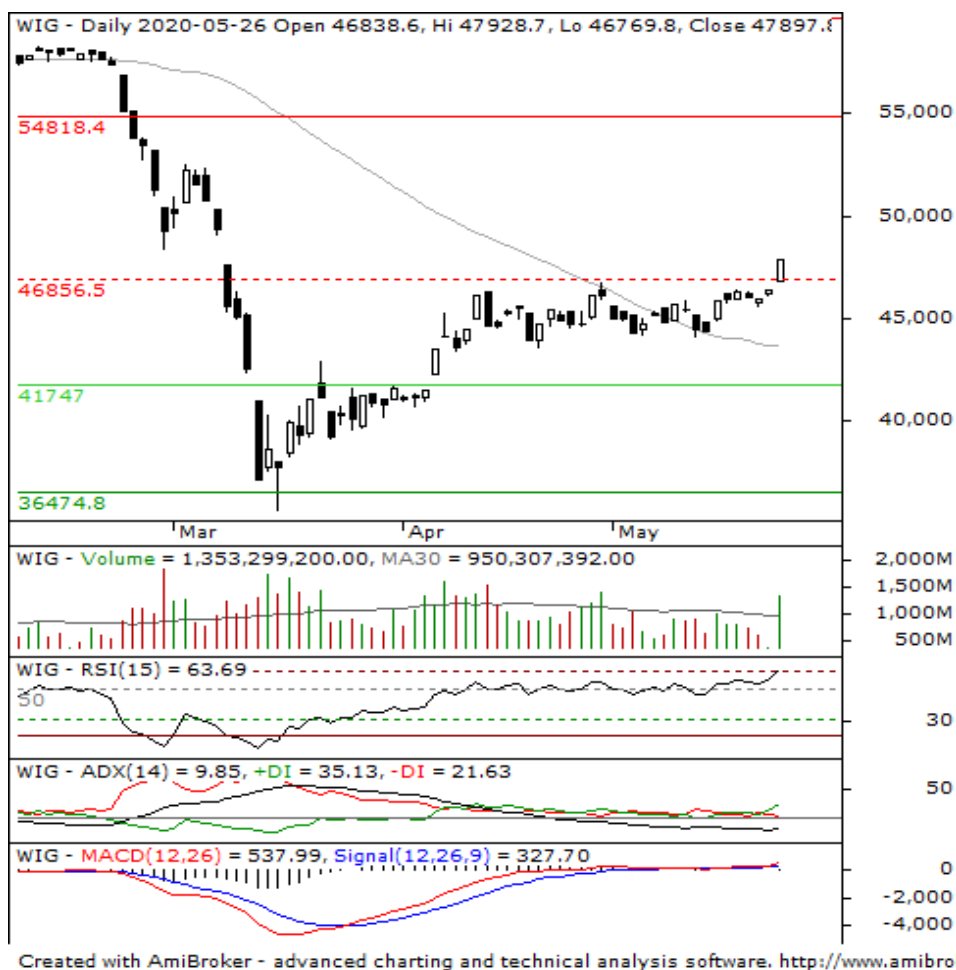 WIG - Daily 2020-05-26 Open 46838.6, Hi 47928.7, Lo 46769.8, Close 47897.8
55,000
54818.4
50,000
46856.5
45,000
41747
40,000
36474.8
Mar Apr May
WIG - Volume = 1,353,299,200.00, MA30 = 950,307,392.00
2,000M
1,500M
1,000M
500M
WIG - RSI(15) = 63.69
50
30
WIG - ADX(14) = 9.85, +DI = 35.13, -DI = 21.63
50
WIG - MACD(12,26) = 537.99, Signal(12,26,9) = 327.70
0
-2,000
-4,000
Created with AmiBroker - advanced charting and technical analysis software. http://www.amibro